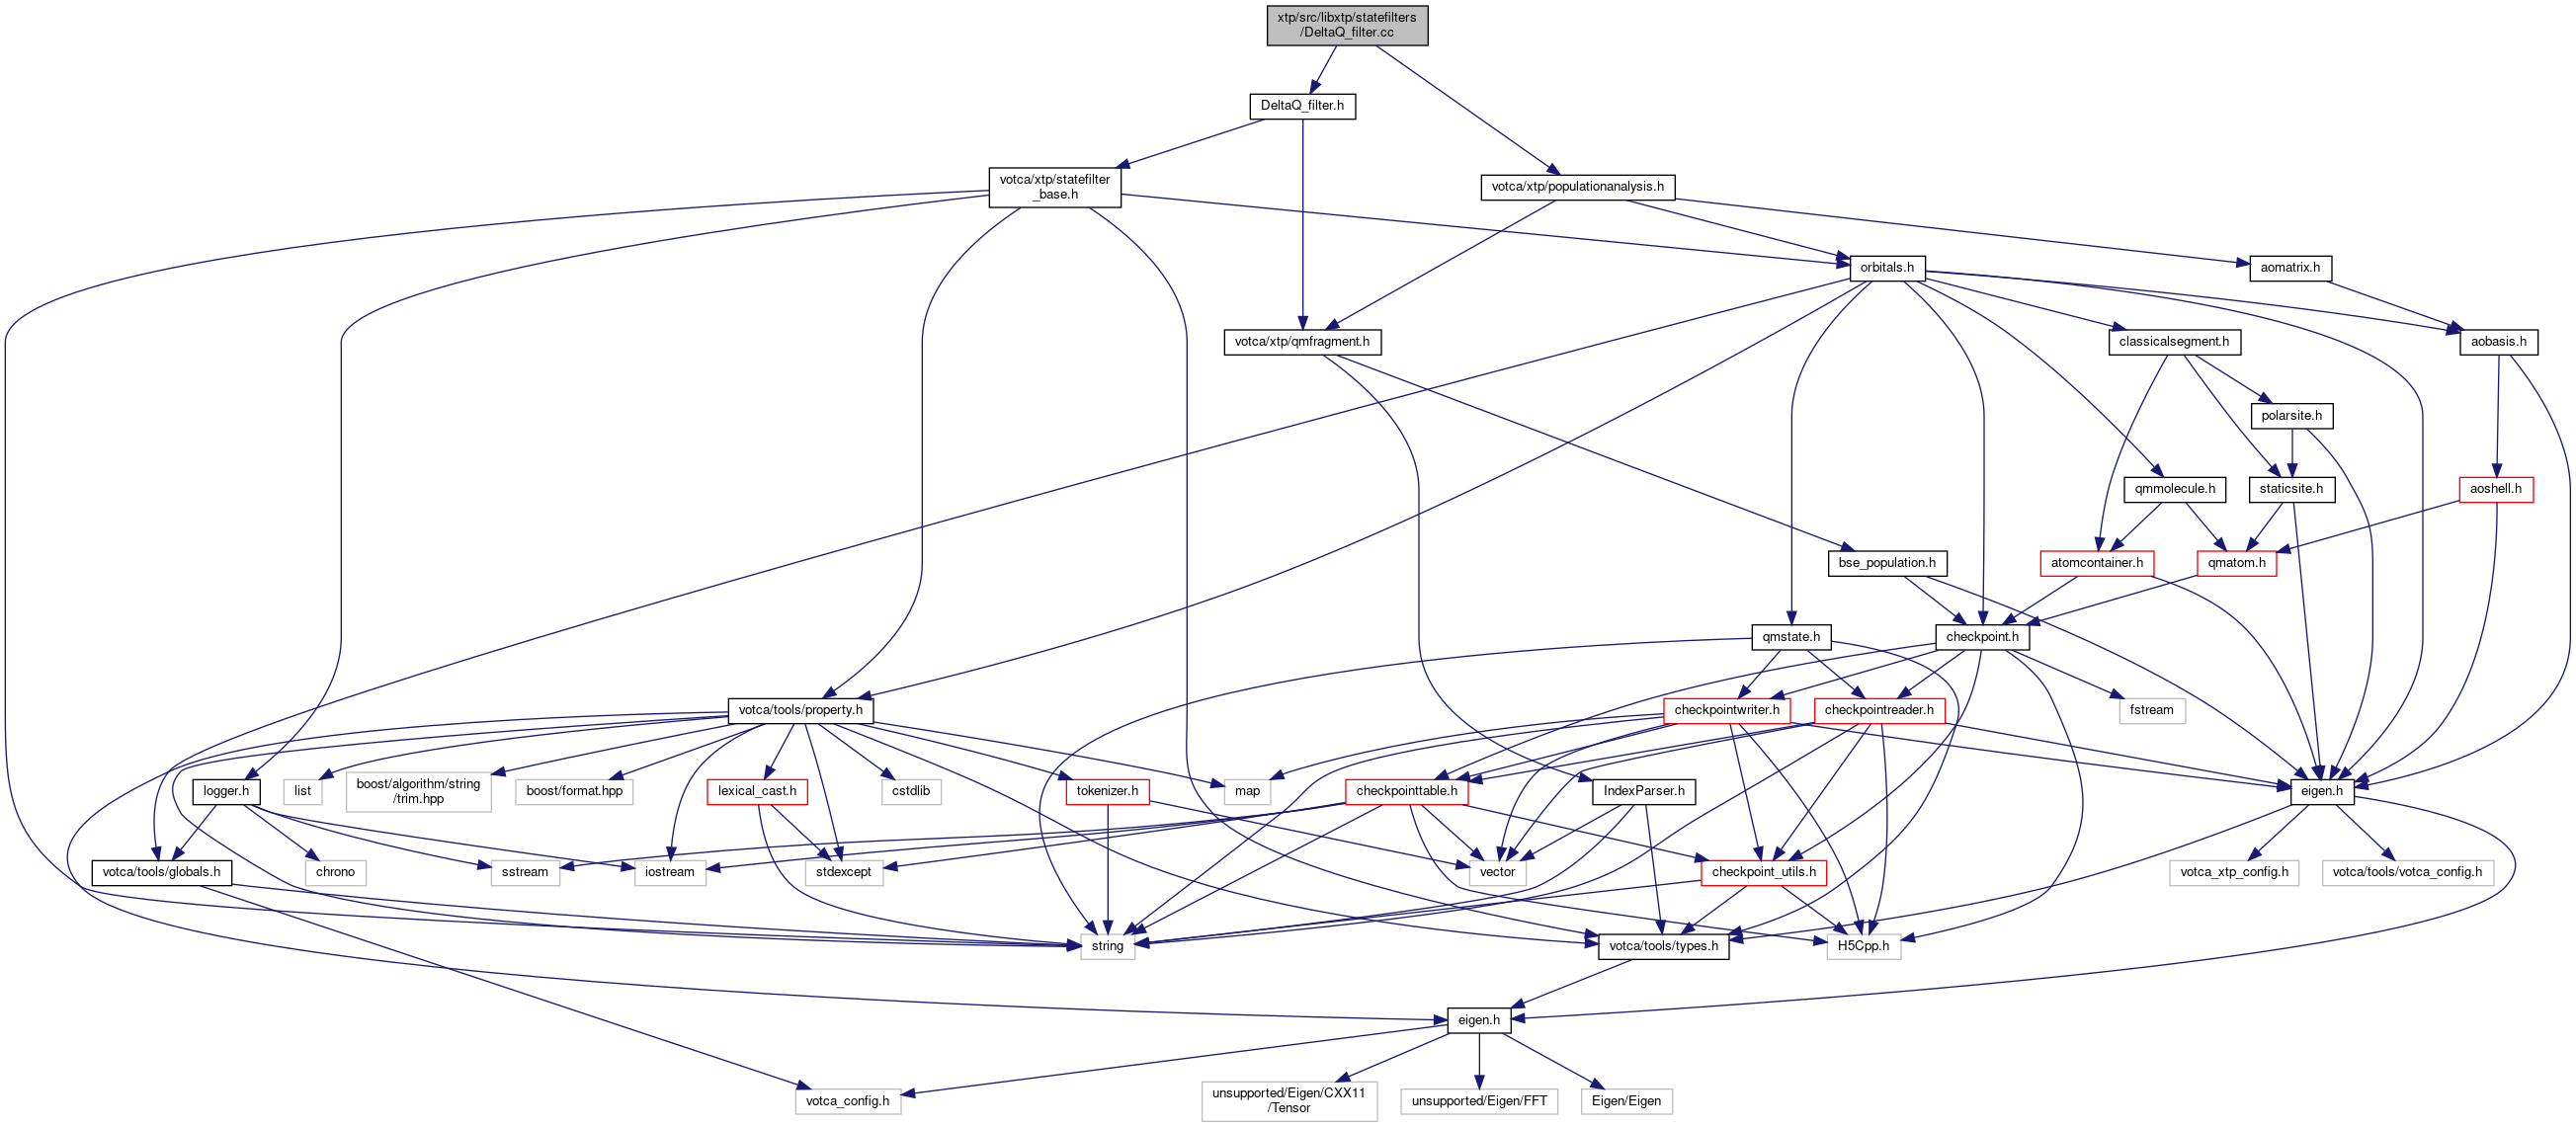 xtp/src/libxtp/statefilters
/DeltaQ_filter.cc
DeltaQ_filter.h
votca/xtp/statefilter
_base.h
votca/xtp/populationanalysis.h
orbitals.h
aomatrix.h
votca/xtp/qmfragment.h
classicalsegment.h
aobasis.h
polarsite.h
qmmolecule.h
staticsite.h
aoshell.h
bse_population.h
atomcontainer.h
qmatom.h
qmstate.h
checkpoint.h
votca/tools/property.h
checkpointwriter.h
checkpointreader.h
fstream
logger.h
list
boost/algorithm/string
/trim.hpp
boost/format.hpp
lexical_cast.h
cstdlib
tokenizer.h
map
checkpointtable.h
IndexParser.h
eigen.h
votca/tools/globals.h
chrono
sstream
iostream
stdexcept
vector
checkpoint_utils.h
votca_xtp_config.h
votca/tools/votca_config.h
string
votca/tools/types.h
H5Cpp.h
eigen.h
votca_config.h
unsupported/Eigen/CXX11
/Tensor
unsupported/Eigen/FFT
Eigen/Eigen